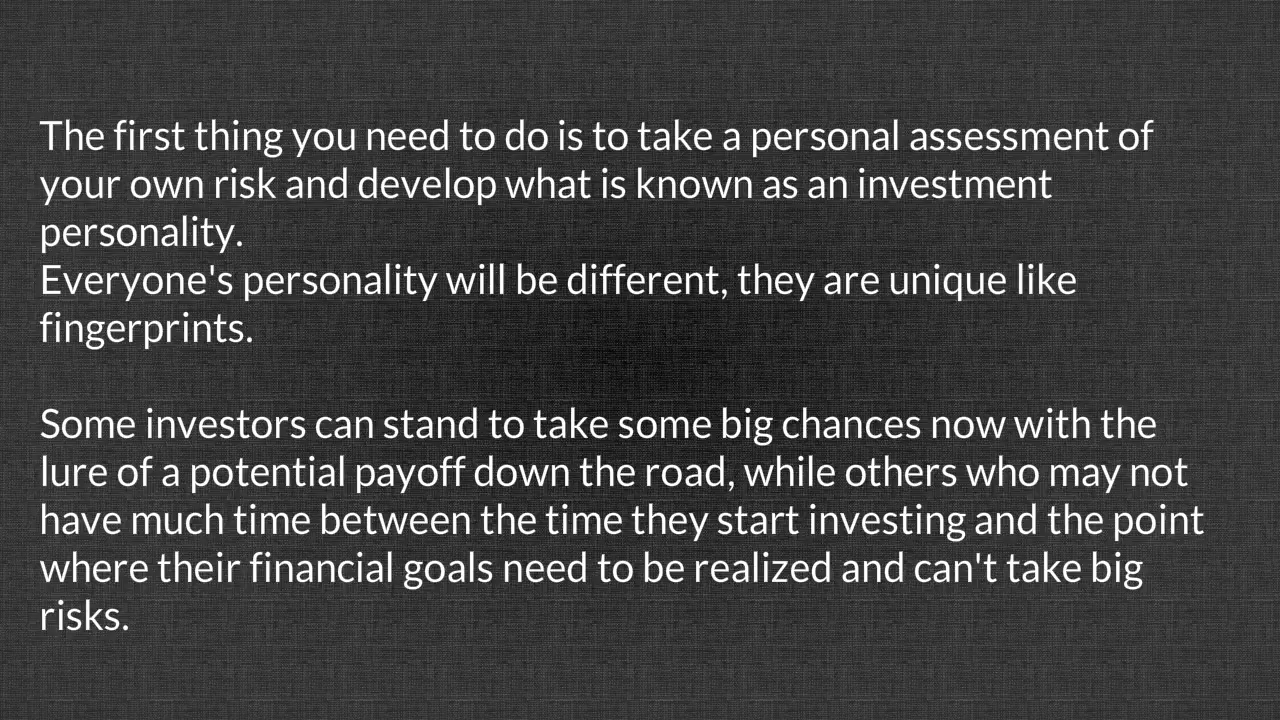 The first thing you need to do is to take a personal assessment of
your own risk and develop what is known as an investment
personality.
Everyone's personality will be different, they are unique like
fingerprints.
Some investors can stand to take some big chances now with the
lure of a potential payoff down the road, while others who may not
have much time between the time they start investing and the point
where their financial goals need to be realized and can't take big
risks.